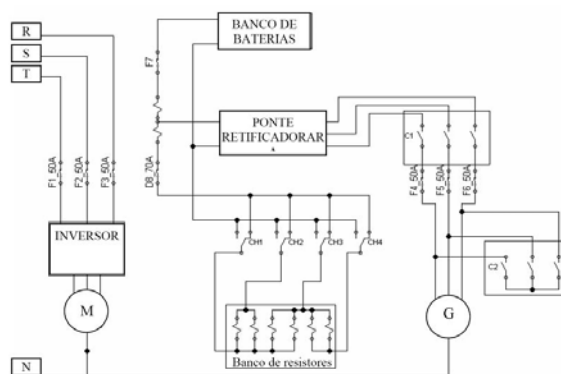 R
S
T
F1_50A
F2_50A
F3_50A
INVERSOR
M
N
BANCO DE
BATERIAS
F7
PONTE
RETIFICADORAR
D8_70A
CH1
CH2
CH3
CH4
Banco de resistores
C1
F4_50A
F5_50A
F6_50A
C2
G